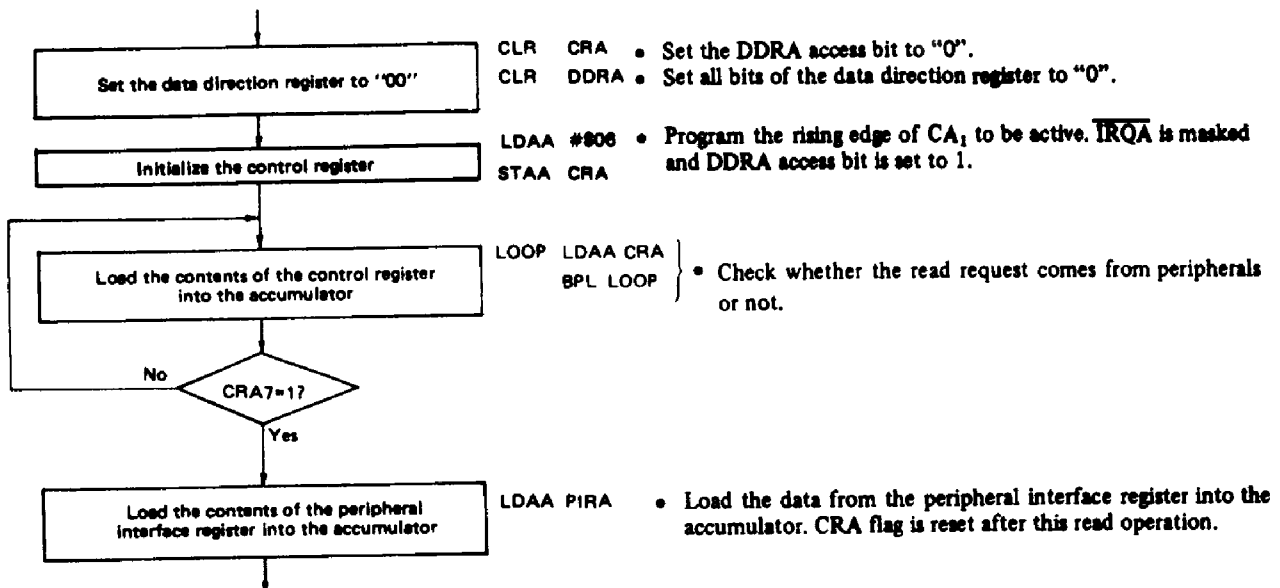 Set the data direction register to "00"
CLR CRA • Set the DDRA access bit to “0”.
CLR DDRA • Set all bits of the data direction register to “0”.
Initialize the control register
LDAA #$06 • Program the rising edge of CA₁ to be active. IRQA is masked
and DDRA access bit is set to 1.
STAA CRA
Load the contents of the control register
into the accumulator
LOOP LDAA CRA
BPL LOOP
• Check whether the read request comes from peripherals
or not.
CRA7=1?
No
Yes
Load the contents of the peripheral
interface register into the accumulator
LDAA PIRA • Load the data from the peripheral interface register into the
accumulator. CRA flag is reset after this read operation.